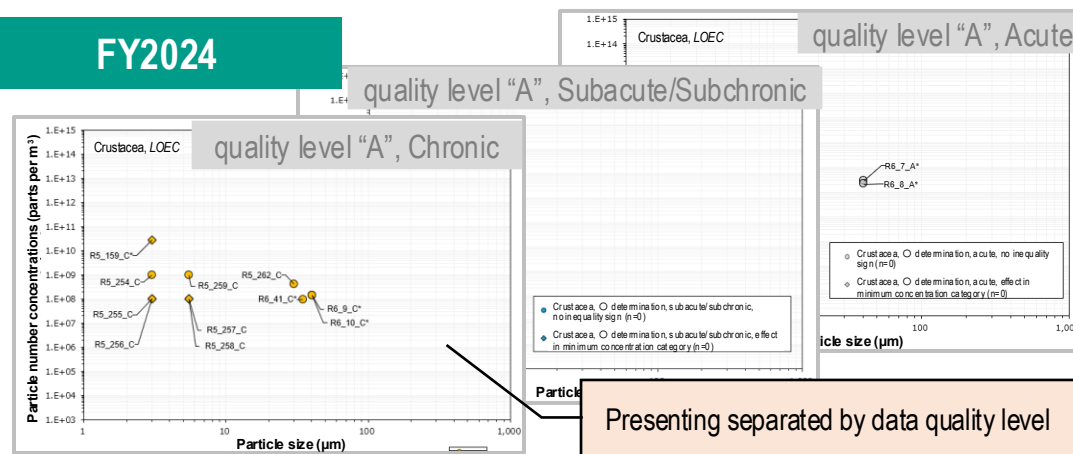 FY2024
quality level “A”, Acute
Crustacea, LOEC
1.E+15
1.E+14
R6_7_A*
R6_8_A*
Crustacea, O determination, acute, no inequality
sign (n=0)
Crustacea, O determination, acute, effect in
minimum concentration category (n=0)
100
1,00
icle size (μm)
quality level “A”, Subacute/Subchronic
Crustacea, O determination, subacute/subchronic,
no inequality sign (n=0)
Crustacea, O determination, subacute/subchronic, effect
in minimum concentration category (n=0)
Particle
quality level “A”, Chronic
Crustacea, LOEC
Particle number concentrations (parts per m³)
1.E+15
1.E+14
1.E+13
1.E+12
1.E+11
1.E+10
1.E+09
1.E+08
1.E+07
1.E+06
1.E+05
1.E+04
1.E+03
R5_159_C*
R5_254_C
R5_259_C
R5_262_C
R6_41_C*
R6_9_C*
R6_10_C*
R5_255_C
R5_256_C
R5_257_C
R5_258_C
1
10
100
1,000
Particle size (μm)
Presenting separated by data quality level